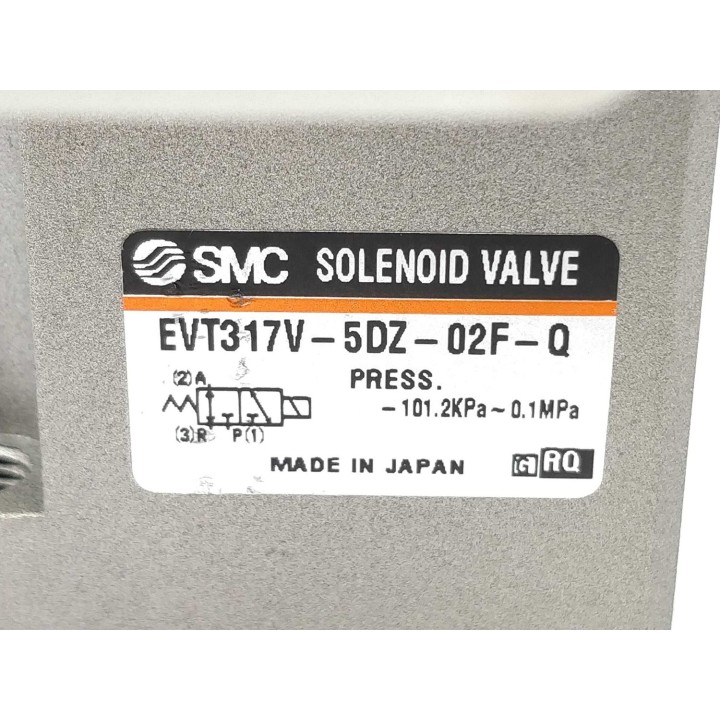 SMC SOLENOID VALVE
EVT317V-5DZ-02F-Q
(2)A
(3)R P(1)
PRESS.
-101.2KPa~0.1MPa
MADE IN JAPAN
RQ